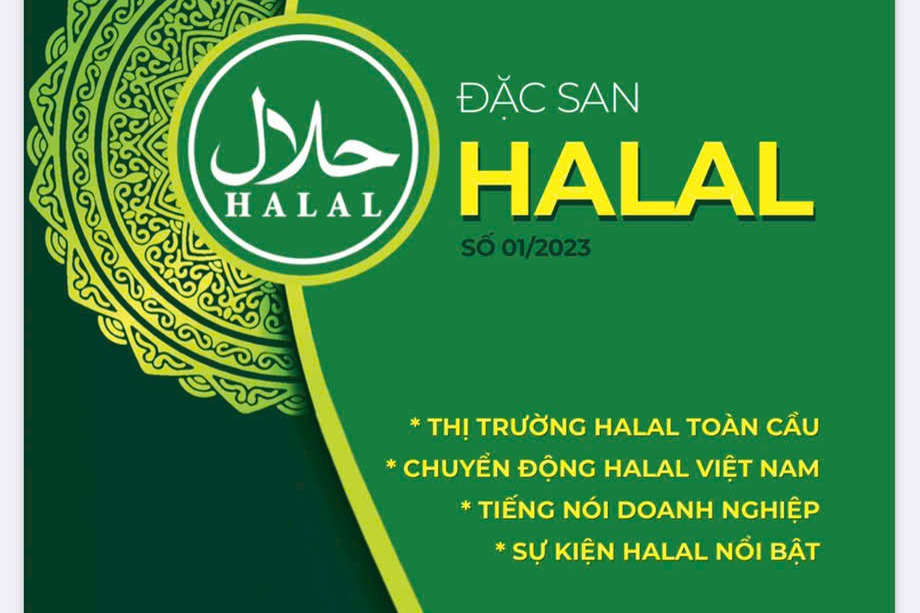 حلال
HALAL
ĐẶC SAN
HALAL
SỐ 01/2023
* THỊ TRƯỜNG HALAL TOÀN CẦU
* CHUYỂN ĐỘNG HALAL VIỆT NAM
* TIẾNG NÓI DOANH NGHIỆP
* SỰ KIỆN HALAL NỔI BẬT